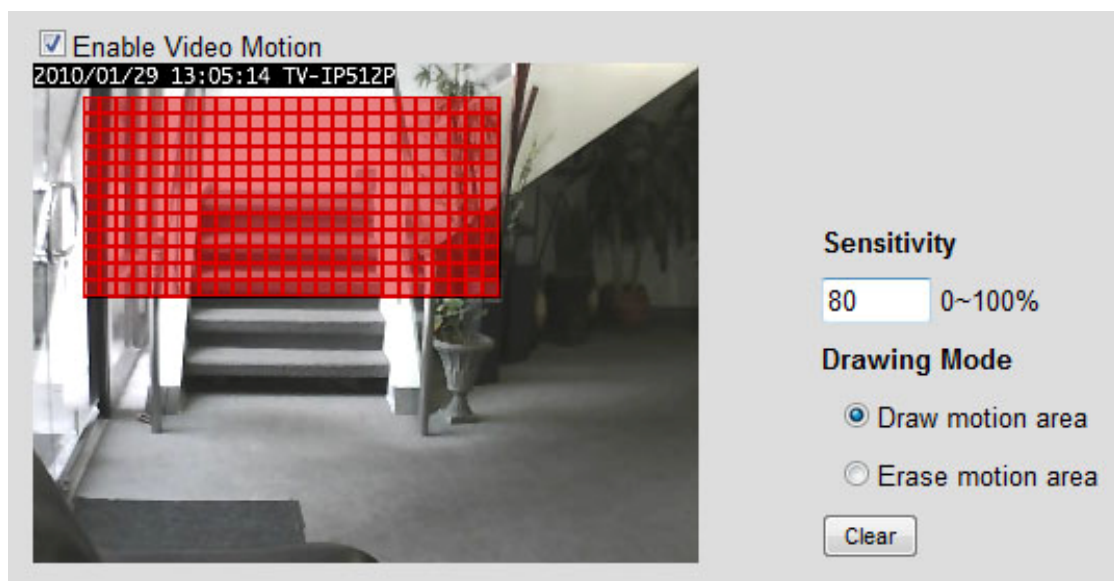 Enable Video Motion
2010/01/29 13:05:14 TV-IP512P
Sensitivity
80 0~100%
Drawing Mode
Draw motion area
Erase motion area
Clear